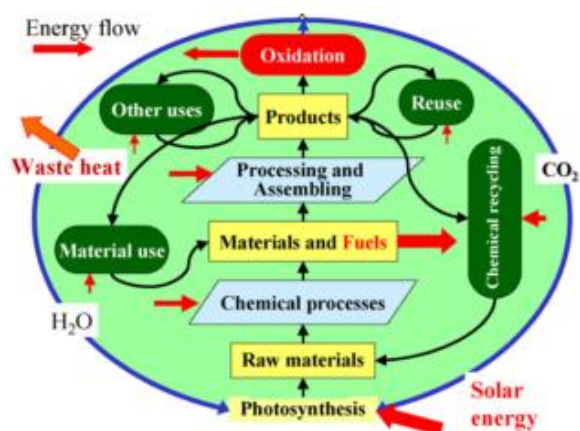 Energy flow
Oxidation
Other uses
Reuse
Products
Waste heat
Processing and
Assembling
CO₂
Chemical recycling
Material use
Materials and Fuels
H₂O
Chemical processes
Raw materials
Solar
energy
Photosynthesis